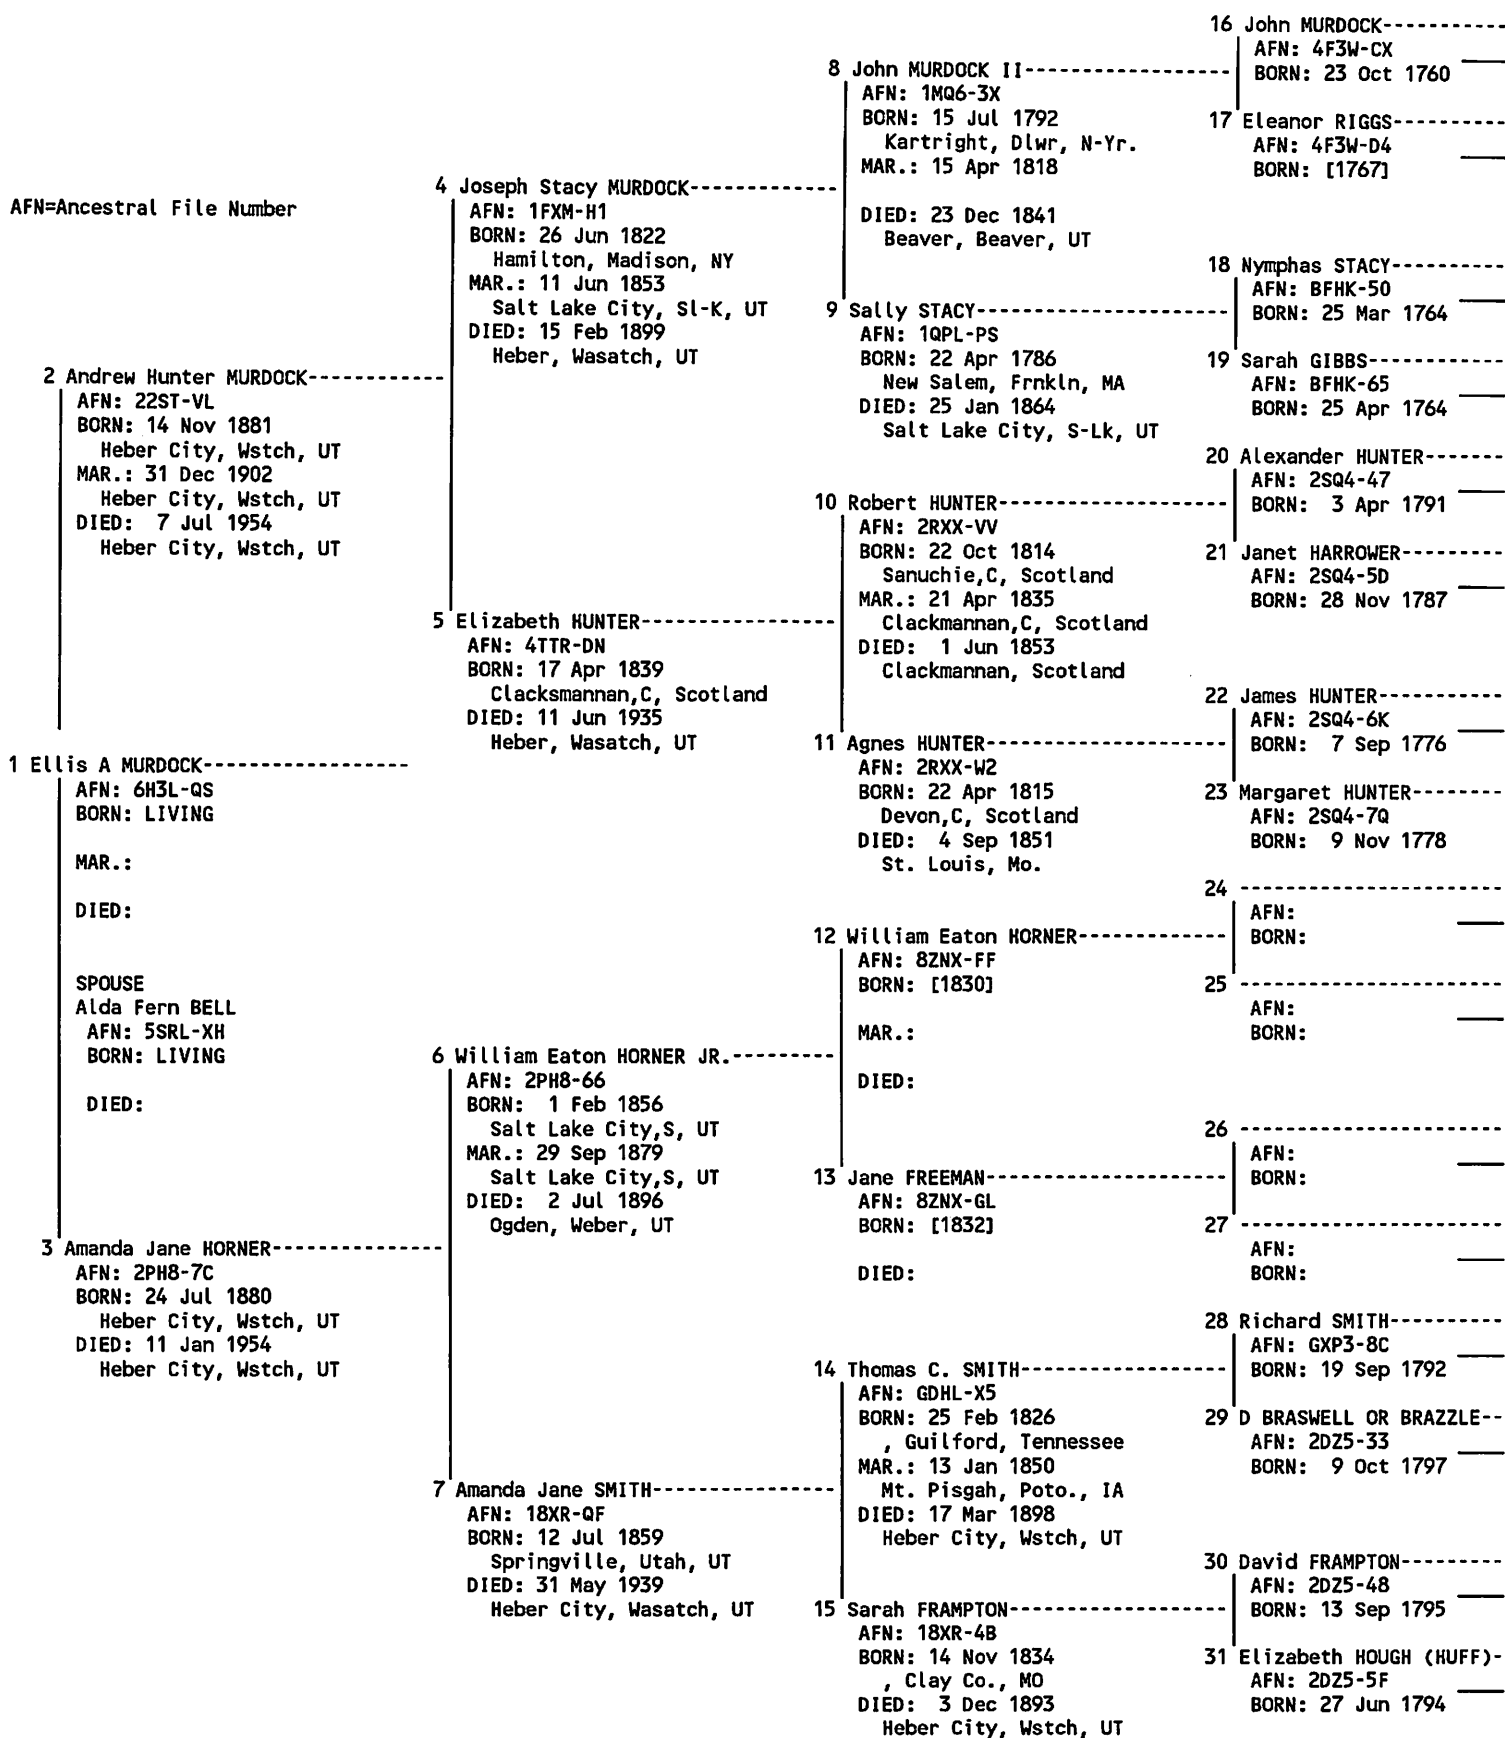 AFN=Ancestral File Number
1 Ellis A MURDOCK
AFN: 6H3L-QS
BORN: LIVING
MAR.:
DIED:
SPOUSE
Alda Fern BELL
AFN: 5SRL-XH
BORN: LIVING
DIED:
2 Andrew Hunter MURDOCK
AFN: 22ST-VL
BORN: 14 Nov 1881
Heber City, Wstch, UT
MAR.: 31 Dec 1902
Heber City, Wstch, UT
DIED: 7 Jul 1954
Heber City, Wstch, UT
3 Amanda Jane HORNER
AFN: 2PH8-7C
BORN: 24 Jul 1880
Heber City, Wstch, UT
DIED: 11 Jan 1954
Heber City, Wstch, UT
4 Joseph Stacy MURDOCK
AFN: 1FXM-H1
BORN: 26 Jun 1822
Hamilton, Madison, NY
MAR.: 11 Jun 1853
Salt Lake City, Sl-K, UT
DIED: 15 Feb 1899
Heber, Wasatch, UT
5 Elizabeth HUNTER
AFN: 4TTR-DN
BORN: 17 Apr 1839
Clacksmannan,C, Scotland
DIED: 11 Jun 1935
Heber, Wasatch, UT
6 William Eaton HORNER JR.
AFN: 2PH8-66
BORN: 1 Feb 1856
Salt Lake City,S, UT
MAR.: 29 Sep 1879
Salt Lake City,S, UT
DIED: 2 Jul 1896
Ogden, Weber, UT
7 Amanda Jane SMITH
AFN: 18XR-QF
BORN: 12 Jul 1859
Springville, Utah, UT
DIED: 31 May 1939
Heber City, Wasatch, UT
8 John MURDOCK II
AFN: 1MQ6-3X
BORN: 15 Jul 1792
Kartright, Dlwr, N-Yr.
MAR.: 15 Apr 1818
DIED: 23 Dec 1841
Beaver, Beaver, UT
9 Sally STACY
AFN: 1QPL-PS
BORN: 22 Apr 1786
New Salem, Frnkln, MA
DIED: 25 Jan 1864
Salt Lake City, S-Lk, UT
10 Robert HUNTER
AFN: 2RXX-VV
BORN: 22 Oct 1814
Sanuchie,C, Scotland
MAR.: 21 Apr 1835
Clackmannan,C, Scotland
DIED: 1 Jun 1853
Clackmannan, Scotland
11 Agnes HUNTER
AFN: 2RXX-W2
BORN: 22 Apr 1815
Devon,C, Scotland
DIED: 4 Sep 1851
St. Louis, Mo.
12 William Eaton HORNER
AFN: 8ZNX-FF
BORN: [1830]
MAR.:
DIED:
13 Jane FREEMAN
AFN: 8ZNX-GL
BORN: [1832]
DIED:
14 Thomas C. SMITH
AFN: GDHL-X5
BORN: 25 Feb 1826
, Guilford, Tennessee
MAR.: 13 Jan 1850
Mt. Pisgah, Poto., IA
DIED: 17 Mar 1898
Heber City, Wstch, UT
15 Sarah FRAMPTON
AFN: 18XR-4B
BORN: 14 Nov 1834
, Clay Co., MO
DIED: 3 Dec 1893
Heber City, Wstch, UT
16 John MURDOCK
AFN: 4F3W-CX
BORN: 23 Oct 1760
17 Eleanor RIGGS
AFN: 4F3W-D4
BORN: [1767]
18 Nymphas STACY
AFN: BFHK-50
BORN: 25 Mar 1764
19 Sarah GIBBS
AFN: BFHK-65
BORN: 25 Apr 1764
20 Alexander HUNTER
AFN: 2SQ4-47
BORN: 3 Apr 1791
21 Janet HARROWER
AFN: 2SQ4-5D
BORN: 28 Nov 1787
22 James HUNTER
AFN: 2SQ4-6K
BORN: 7 Sep 1776
23 Margaret HUNTER
AFN: 2SQ4-7Q
BORN: 9 Nov 1778
24
AFN:
BORN:
25
AFN:
BORN:
26
AFN:
BORN:
27
AFN:
BORN:
28 Richard SMITH
AFN: GXP3-8C
BORN: 19 Sep 1792
29 D BRASWELL OR BRAZZLE
AFN: 2DZ5-33
BORN: 9 Oct 1797
30 David FRAMPTON
AFN: 2DZ5-48
BORN: 13 Sep 1795
31 Elizabeth HOUGH (HUFF)
AFN: 2DZ5-5F
BORN: 27 Jun 1794